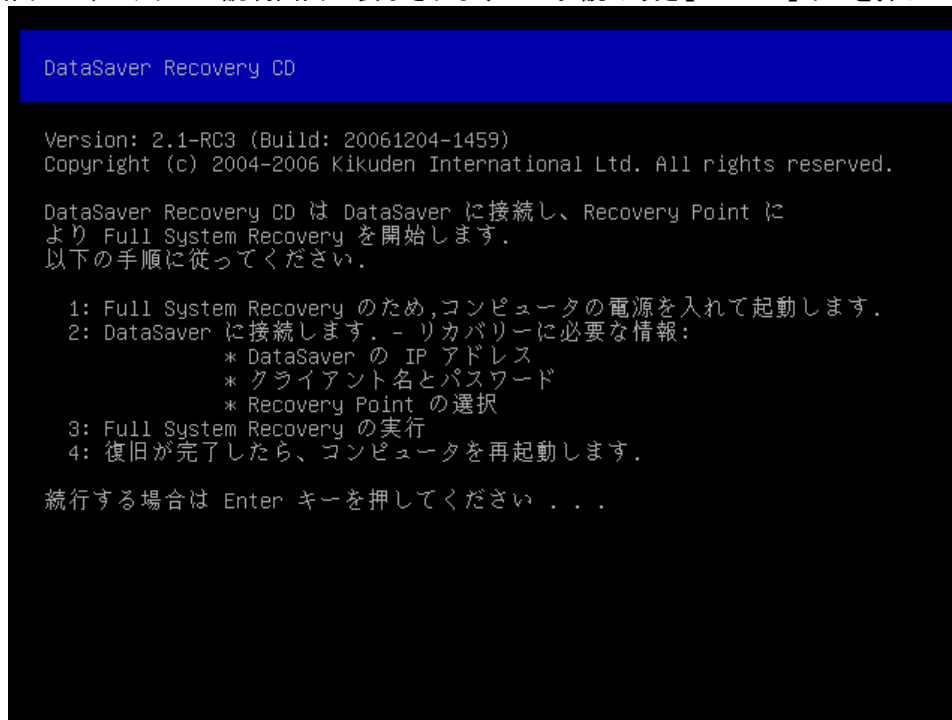 DataSaver Recovery CD
Version: 2.1-RC3 (Build: 20061204-1459)
Copyright (c) 2004-2006 Kikuden International Ltd. All rights reserved.
DataSaver Recovery CD は DataSaver に接続し、Recovery Point に
より Full System Recovery を開始します.
以下の手順に従ってください.
1: Full System Recovery のため,コンピュータの電源を入れて起動します.
2: DataSaver に接続します. - リカバリーに必要な情報:
* DataSaver の IP アドレス
* クライアント名とパスワード
* Recovery Point の選択
3: Full System Recovery の実行
4: 復旧が完了したら、コンピュータを再起動します.
続行する場合は Enter キーを押してください . . .